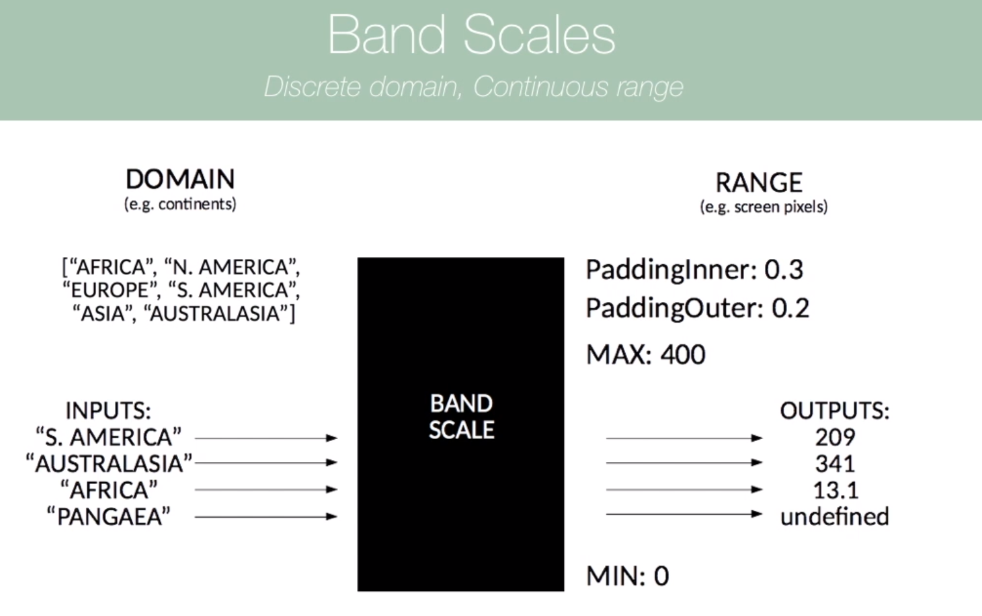 Band Scales
Discrete domain, Continuous range
DOMAIN
(e.g. continents)
["AFRICA", "N. AMERICA",
"EUROPE", "S. AMERICA",
"ASIA", "AUSTRALASIA"]
INPUTS:
"S. AMERICA"
"AUSTRALASIA"
"AFRICA"
"PANGAEA"
BAND
SCALE
RANGE
(e.g. screen pixels)
PaddingInner: 0.3
PaddingOuter: 0.2
MAX: 400
OUTPUTS:
209
341
13.1
undefined
MIN: 0